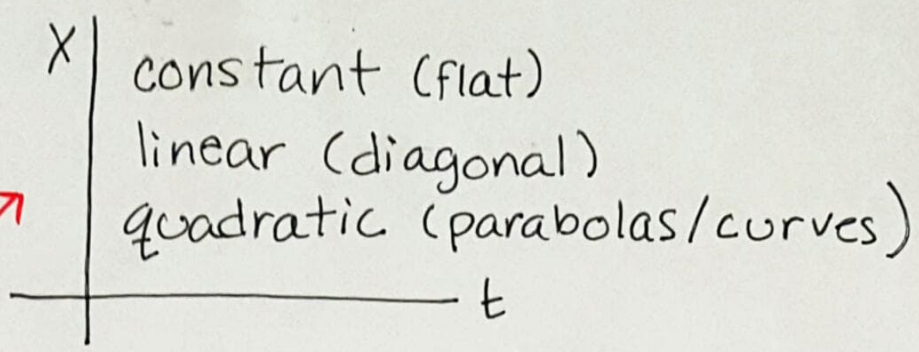 X
constant (flat)
linear (diagonal)
quadratic (parabolas/curves)
t